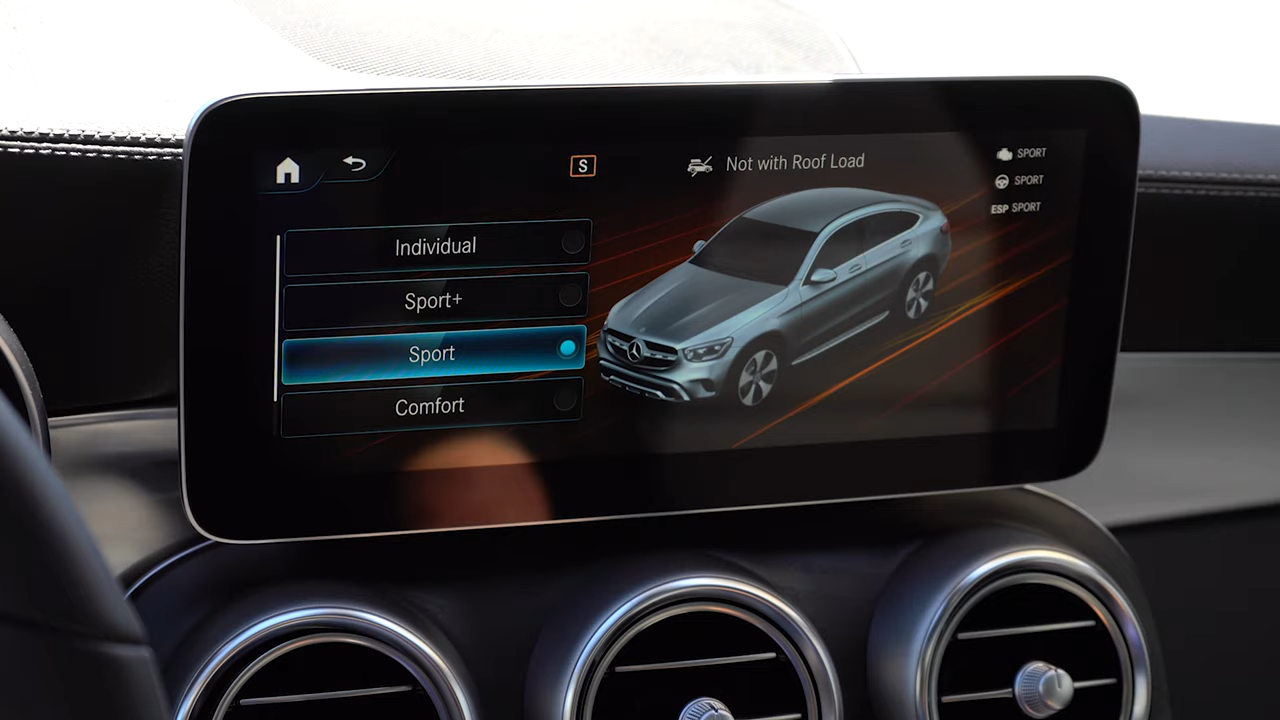 S
Not with Roof Load
SPORT
SPORT
ESP SPORT
Individual
Sport+
Sport
Comfort